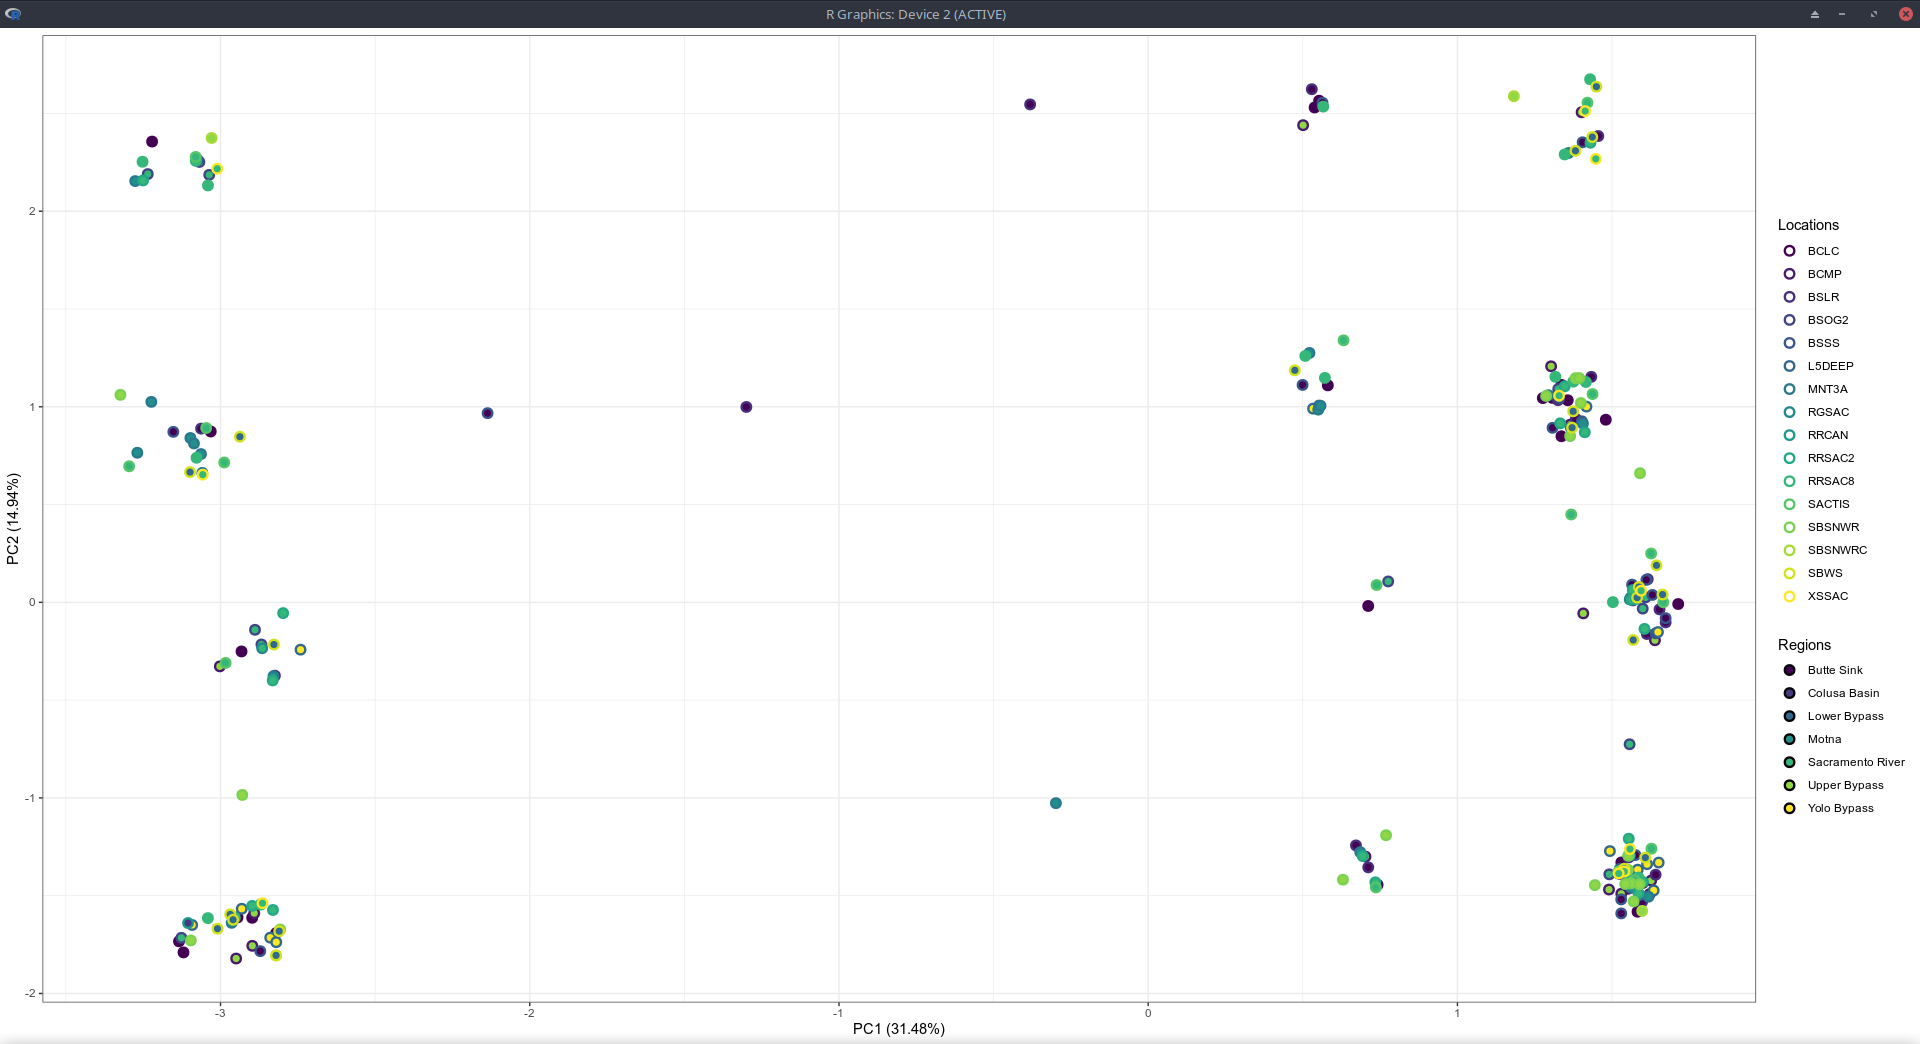 R Graphics: Device 2 (ACTIVE)
2
1
0
-1
-2
PC2 (14.94%)
-3
-2
-1
0
1
PC1 (31.48%)
Locations
BCLC
BCMP
BSLR
BSOG2
BSSS
L5DEEP
MNT3A
RGSAC
RRCAN
RRSAC2
RRSAC8
SACTIS
SBSNWR
SBSNWRC
SBWS
XSSAC
Regions
Butte Sink
Colusa Basin
Lower Bypass
Motna
Sacramento River
Upper Bypass
Yolo Bypass